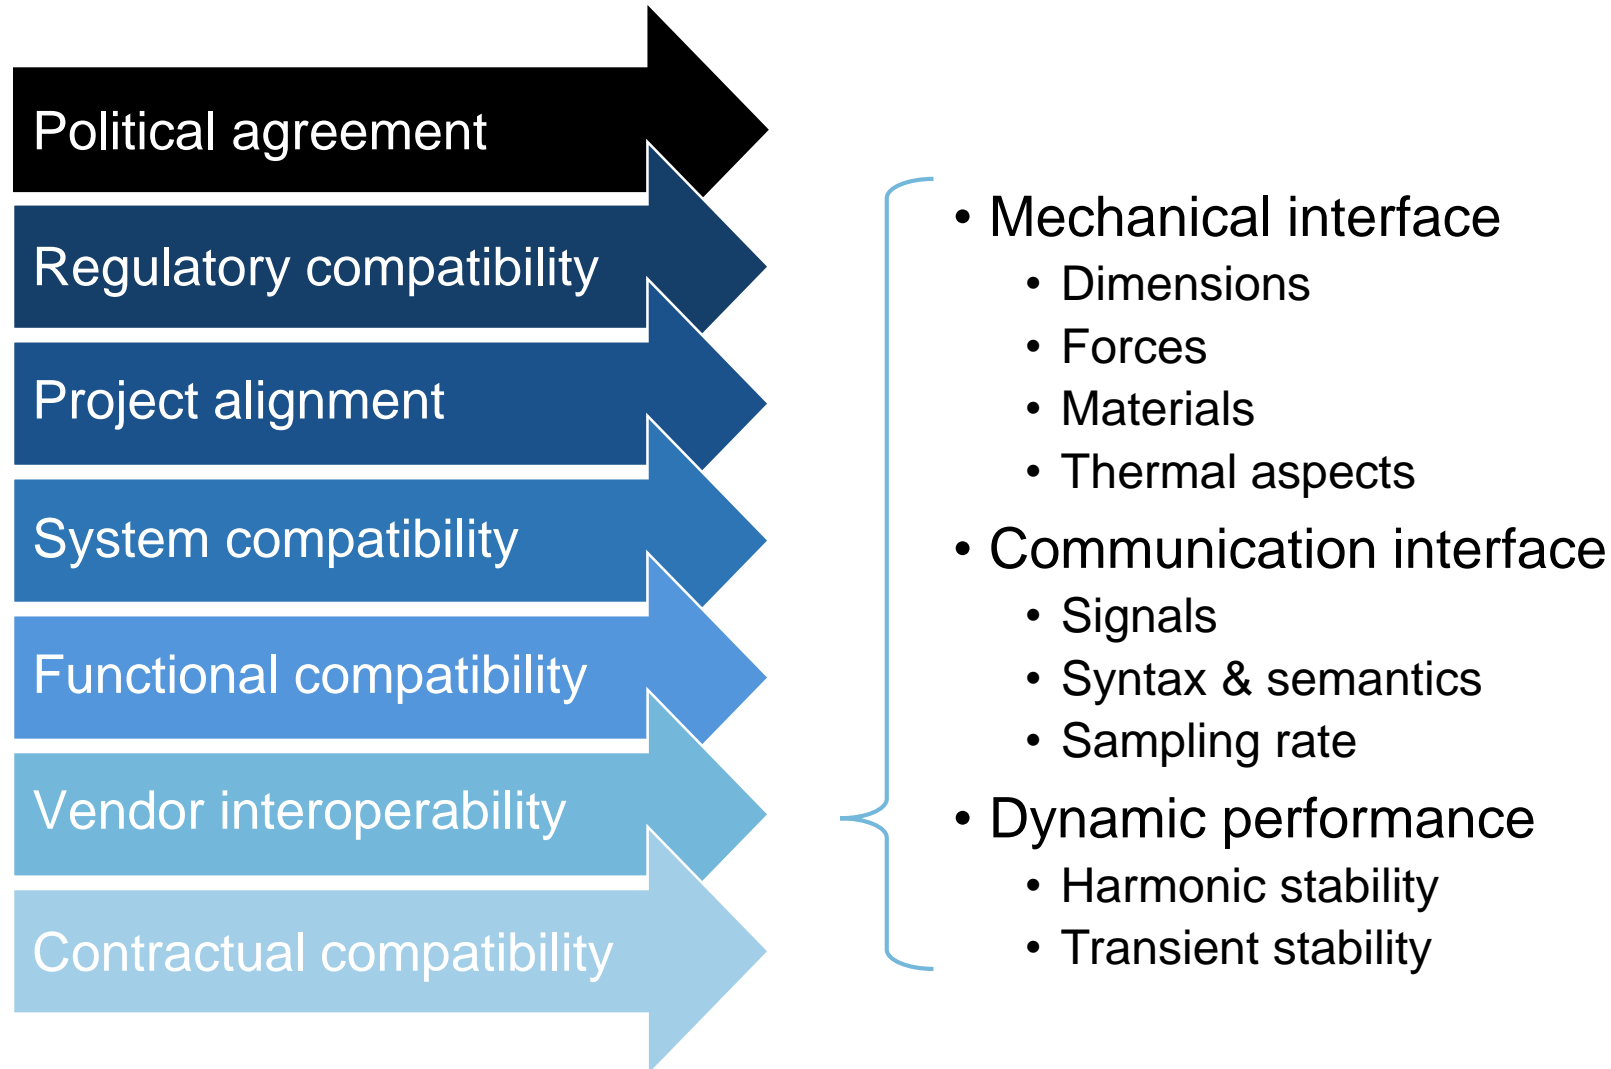 Political agreement
Regulatory compatibility
Project alignment
System compatibility
Functional compatibility
Vendor interoperability
Contractual compatibility
• Mechanical interface
• Dimensions
• Forces
• Materials
• Thermal aspects
• Communication interface
• Signals
• Syntax & semantics
• Sampling rate
• Dynamic performance
• Harmonic stability
• Transient stability